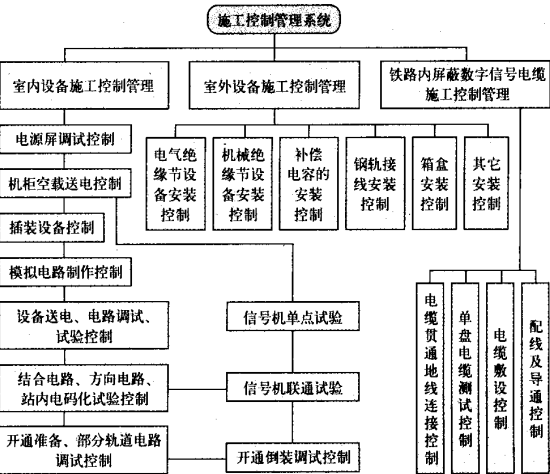 施工控制管理系统
室内设备施工控制管理
室外设备施工控制管理
铁路内屏蔽数字信号电缆
施工控制管理
电源屏调试控制
机柜空载送电控制
插装设备控制
模拟电路制作控制
设备送电、电路调试、
试验控制
结合电路、方向电路、
站内电码化试验控制
开通准备、部分轨道电路
调试控制
电气绝
缘节设
备安装
控制
机械绝
缘节设
备安装
控制
补偿
电容的
安装
控制
钢轨接
线安装
控制
箱盒
安装
控制
其它
安装
控制
信号机单点试验
信号机联通试验
开通倒装调试控制
电缆贯通地线连接控制
单盘电缆测试控制
电缆敷设控制
配线及导通控制